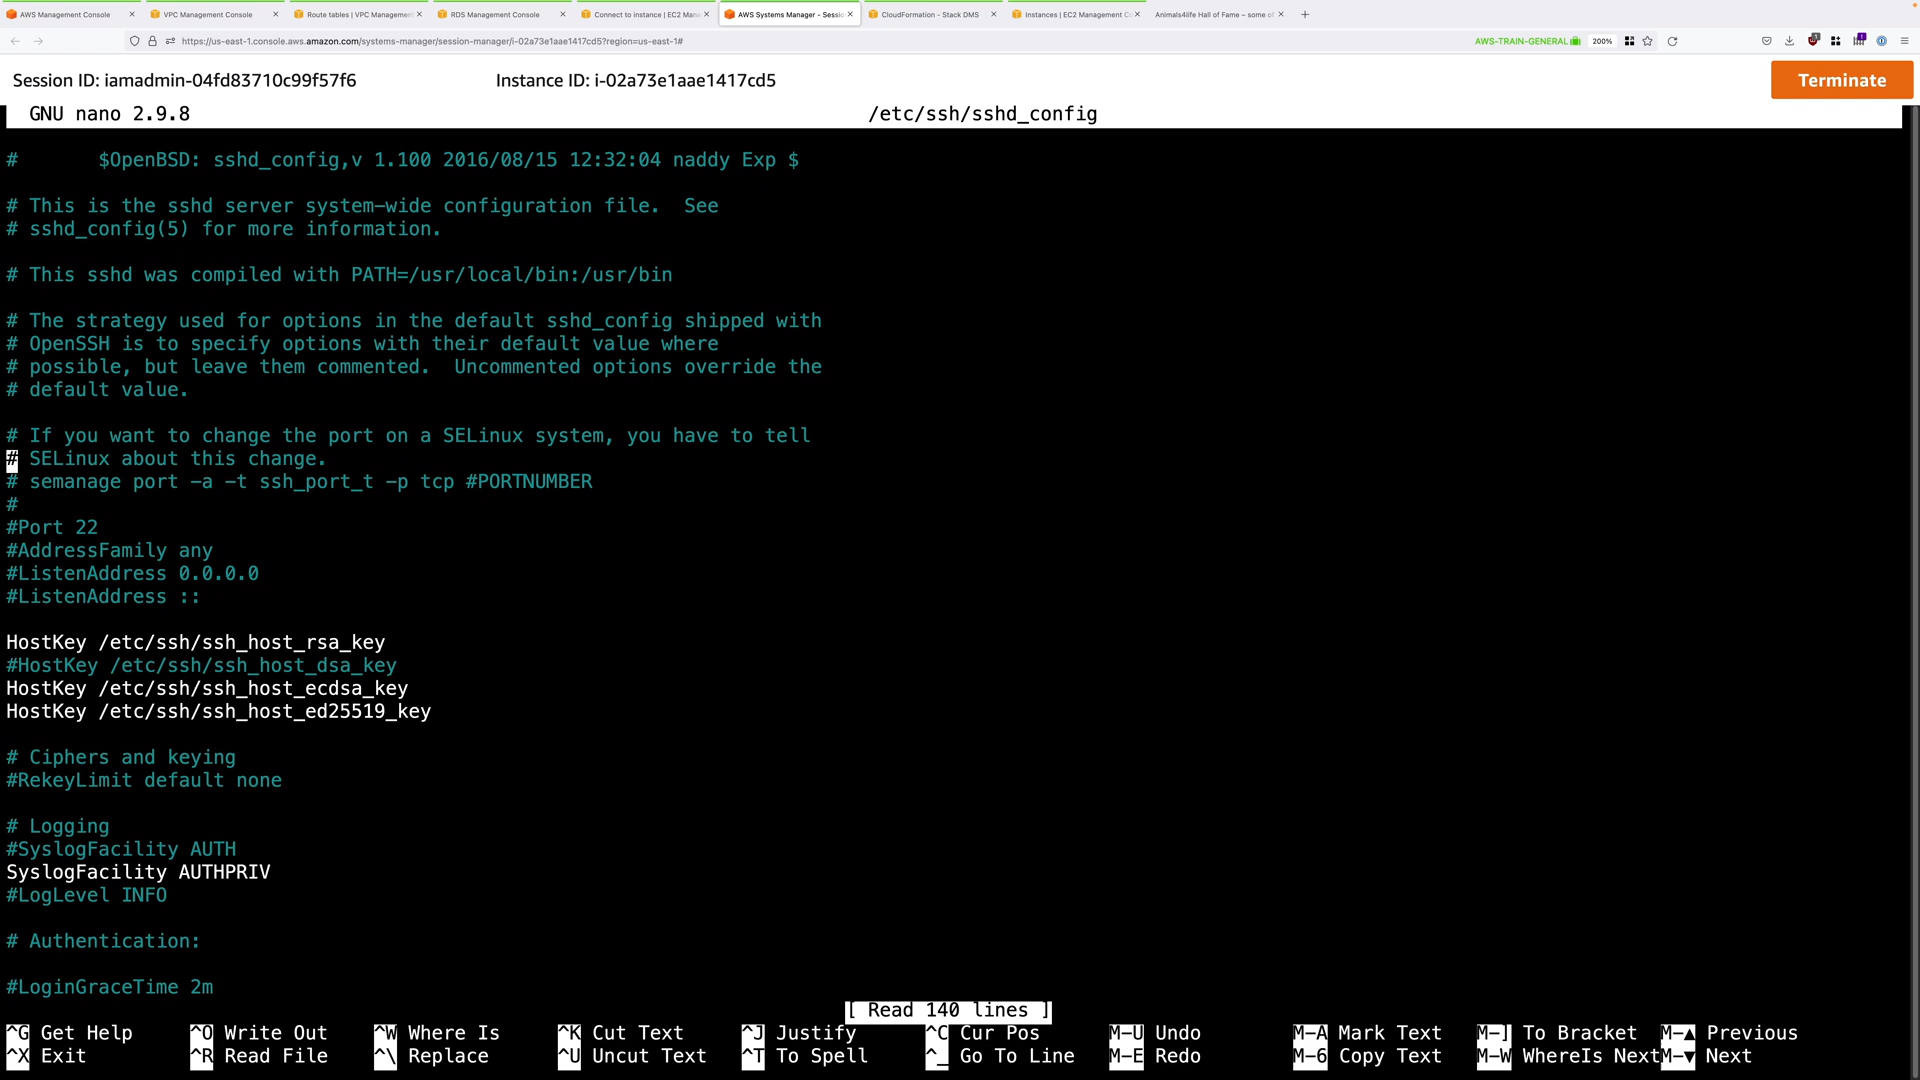 AWS Management Console
VPC Management Console
Route tables | VPC Managemen
RDS Management Console
Connect to instance | EC2 Man
AWS Systems Manager - Sessi
CloudFormation - Stack DMS
Instances | EC2 Management Co
Animals4life Hall of Fame – some of
https://us-east-1.console.aws.amazon.com/systems-manager/session-manager/i-02a73e1aae1417cd5?region=us-east-1#
AWS-TRAIN-GENERAL
200%
Session ID: iamadmin-04fd83710c99f57f6
Instance ID: i-02a73e1aae1417cd5
Terminate
GNU nano 2.9.8 /etc/ssh/sshd_config
# $OpenBSD: sshd_config,v 1.100 2016/08/15 12:32:04 naddy Exp $
# This is the sshd server system-wide configuration file. See
# sshd_config(5) for more information.
# This sshd was compiled with PATH=/usr/local/bin:/usr/bin
# The strategy used for options in the default sshd_config shipped with
# OpenSSH is to specify options with their default value where
# possible, but leave them commented. Uncommented options override the
# default value.
# If you want to change the port on a SELinux system, you have to tell
# SELinux about this change.
# semanage port -a -t ssh_port_t -p tcp #PORTNUMBER
#
#Port 22
#AddressFamily any
#ListenAddress 0.0.0.0
#ListenAddress ::
HostKey /etc/ssh/ssh_host_rsa_key
#HostKey /etc/ssh/ssh_host_dsa_key
HostKey /etc/ssh/ssh_host_ecdsa_key
HostKey /etc/ssh/ssh_host_ed25519_key
# Ciphers and keying
#RekeyLimit default none
# Logging
#SyslogFacility AUTH
SyslogFacility AUTHPRIV
#LogLevel INFO
# Authentication:
#LoginGraceTime 2m
[ Read 140 lines ]
^G Get Help ^O Write Out ^W Where Is ^K Cut Text ^J Justify ^C Cur Pos M-U Undo M-A Mark Text M-] To Bracket M-▲ Previous
^X Exit ^R Read File ^\ Replace ^U Uncut Text ^T To Spell ^_ Go To Line M-E Redo M-6 Copy Text M-W WhereIs Next M-▼ Next